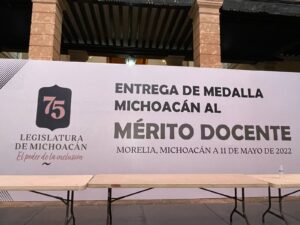 75
LEGISLATURA
DE MICHOACÁN
El poder de la inclusión
ENTREGA DE MEDALLA
MICHOACÁN AL
MÉRITO DOCENTE
MORELIA, MICHOACÁN A 11 DE MAYO DE 2022